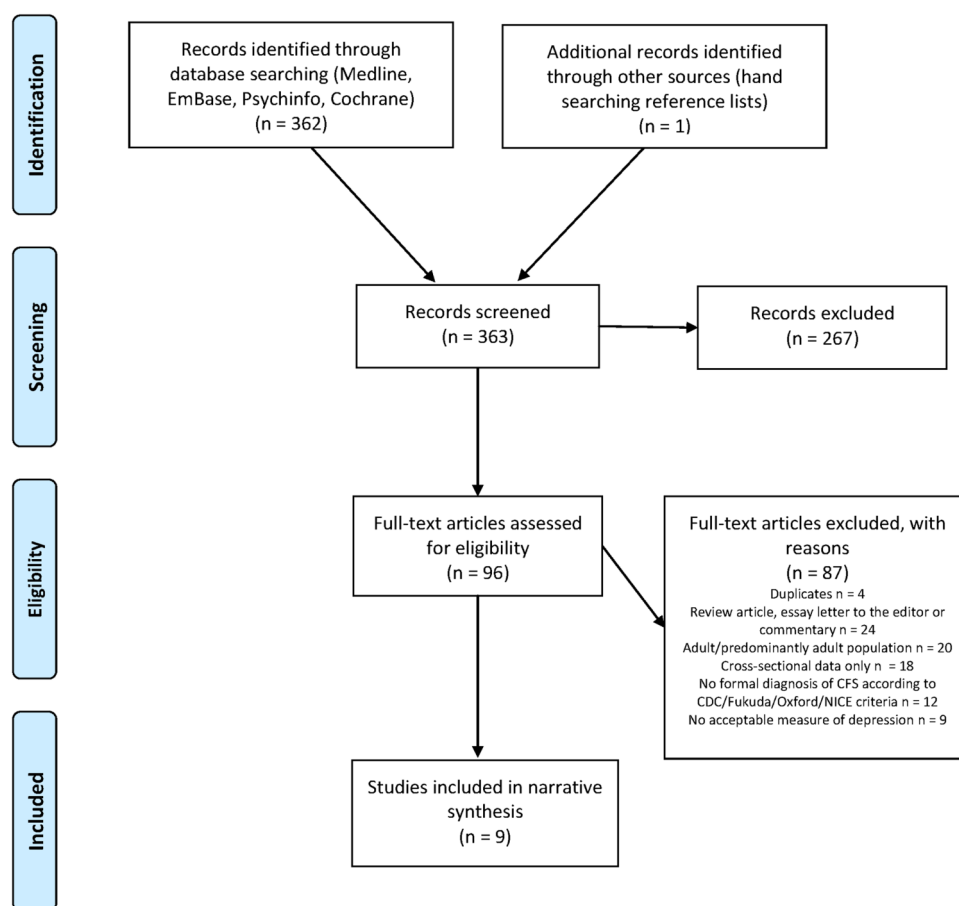 Identification
Records identified through
database searching (Medline,
EmBase, Psychinfo, Cochrane)
(n = 362)
Additional records identified
through other sources (hand
searching reference lists)
(n = 1)
Screening
Records screened
(n = 363)
Records excluded
(n = 267)
Eligibility
Full-text articles assessed
for eligibility
(n = 96)
Full-text articles excluded, with
reasons
(n = 87)
Duplicates n = 4
Review article, essay letter to the editor or
commentary n = 24
Adult/predominantly adult population n = 20
Cross-sectional data only n = 18
No formal diagnosis of CFS according to
CDC/Fukuda/Oxford/NICE criteria n = 12
No acceptable measure of depression n = 9
Included
Studies included in narrative
synthesis
(n = 9)